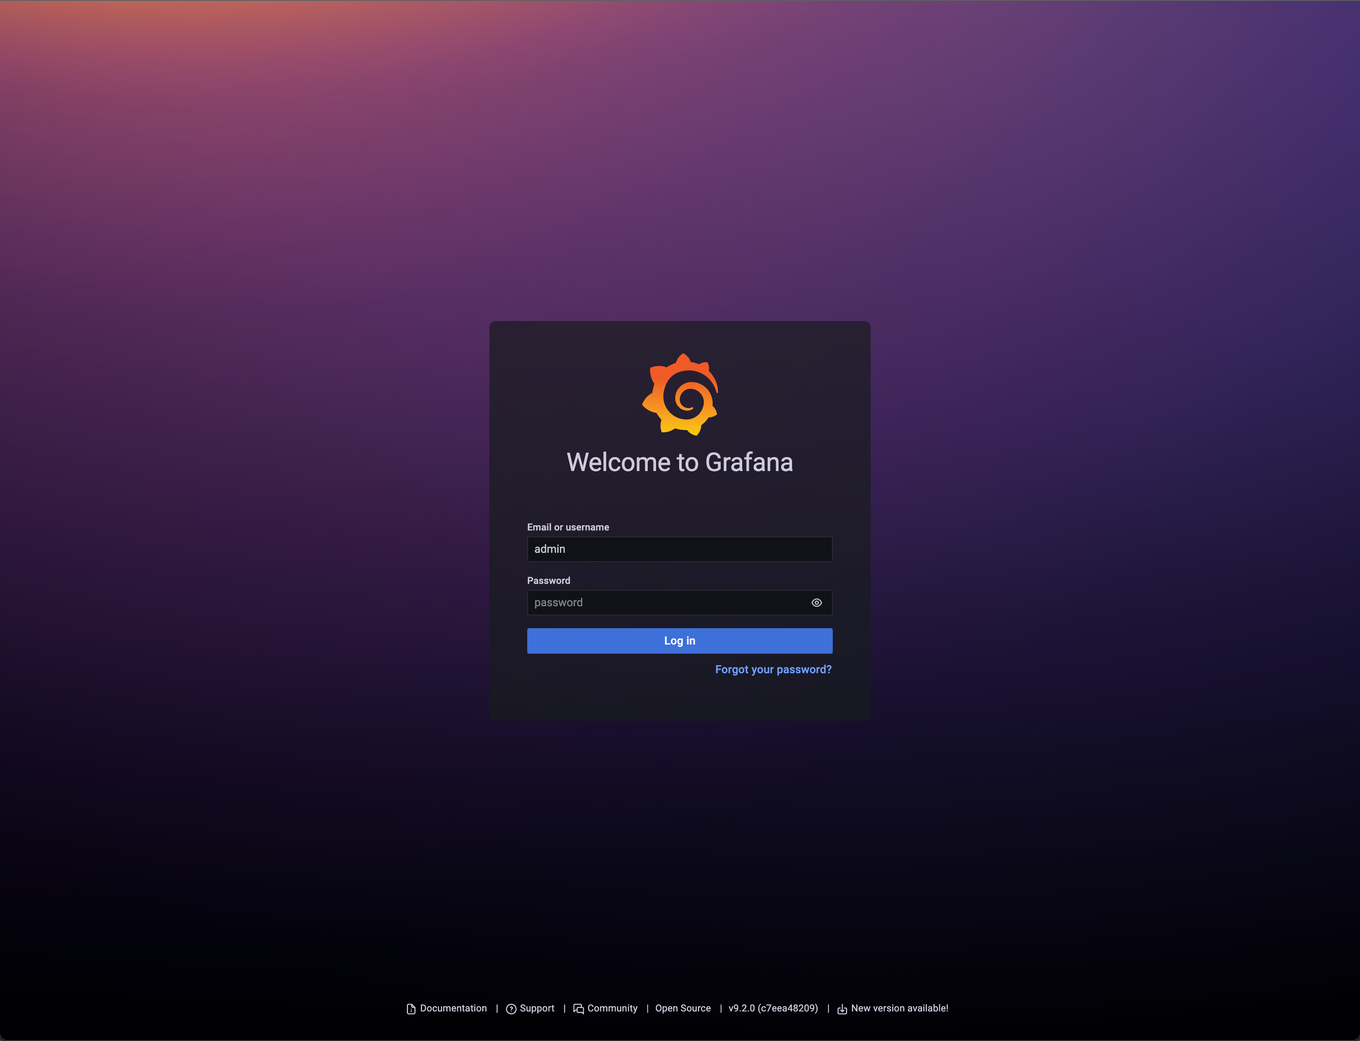 Welcome to Grafana
Email or username
admin
Password
password
Log in
Forgot your password?
Documentation | Support | Community | Open Source | v9.2.0 (c7eea48209) | New version available!